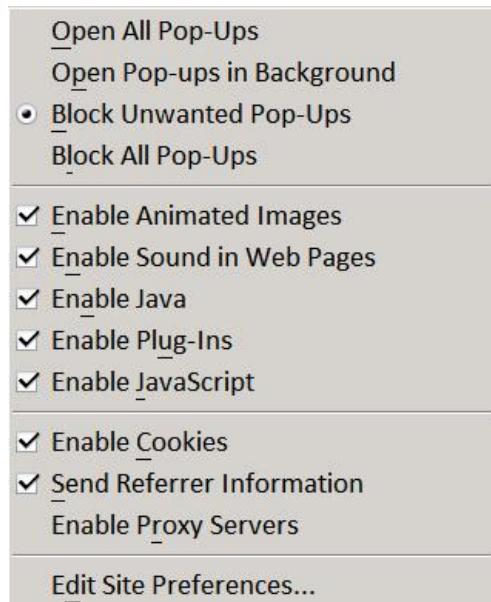 Open All Pop-Ups
Open Pop-ups in Background
Block Unwanted Pop-Ups
Block All Pop-Ups
Enable Animated Images
Enable Sound in Web Pages
Enable Java
Enable Plug-Ins
Enable JavaScript
Enable Cookies
Send Referrer Information
Enable Proxy Servers
Edit Site Preferences...